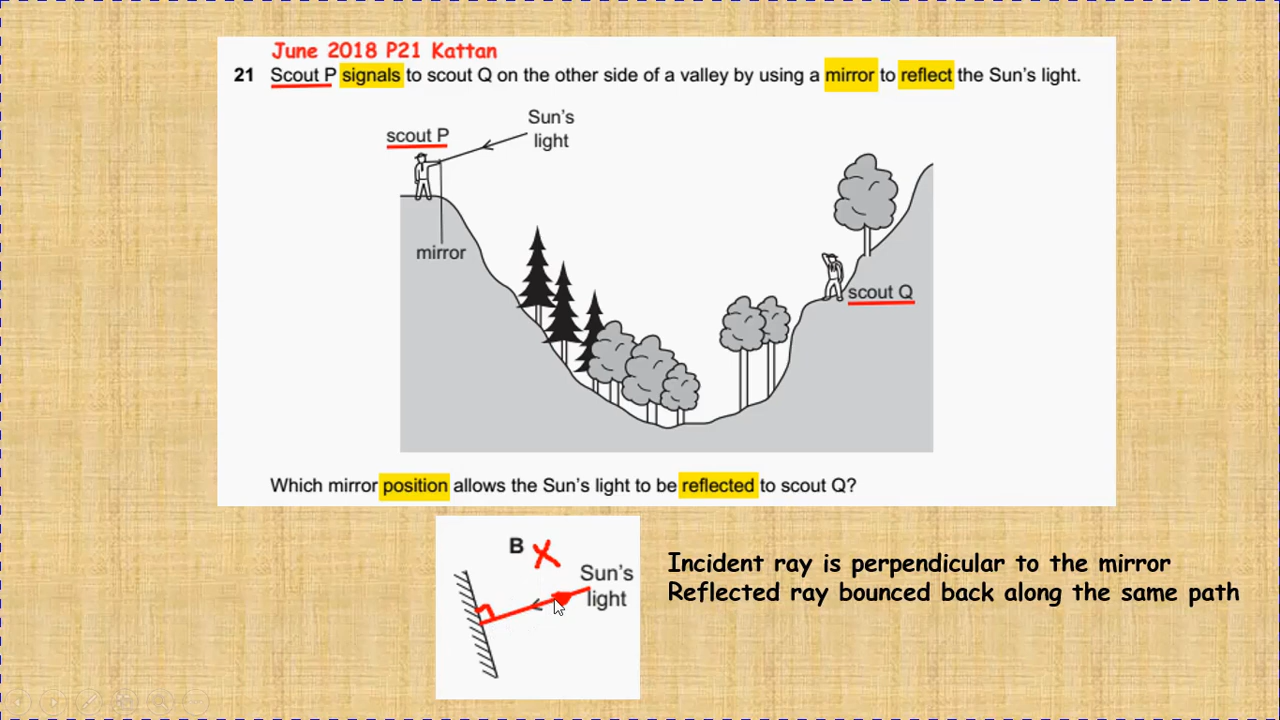 June 2018 P21 Kattan
21 Scout P signals to scout Q on the other side of a valley by using a mirror to reflect the Sun's light.
Sun's
light
scout P
mirror
scout Q
Which mirror position allows the Sun's light to be reflected to scout Q?
B X
Sun's
light
Incident ray is perpendicular to the mirror
Reflected ray bounced back along the same path